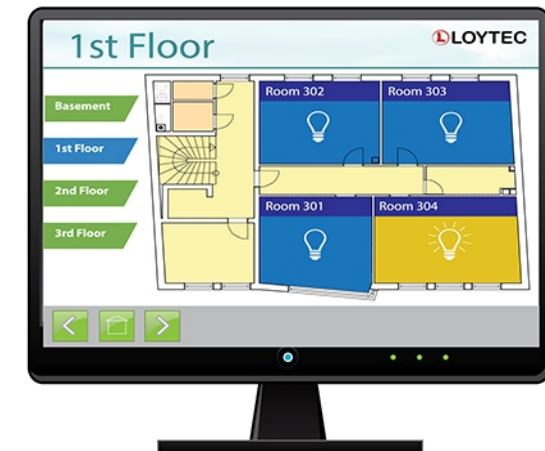 1st Floor
LOYTEC
Basement
1st Floor
2nd Floor
3rd Floor
Room 302
Room 303
Room 301
Room 304